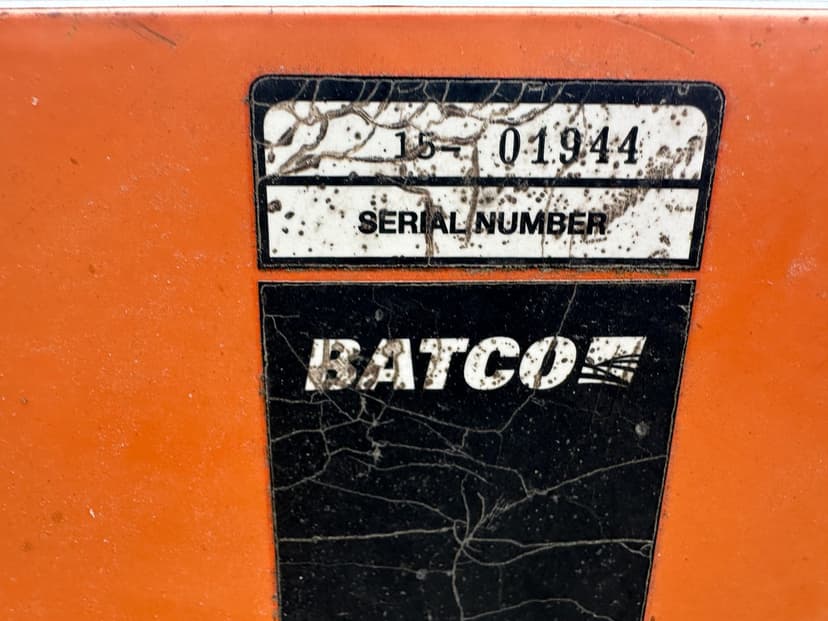 15- 01944
SERIAL NUMBER
BATCO